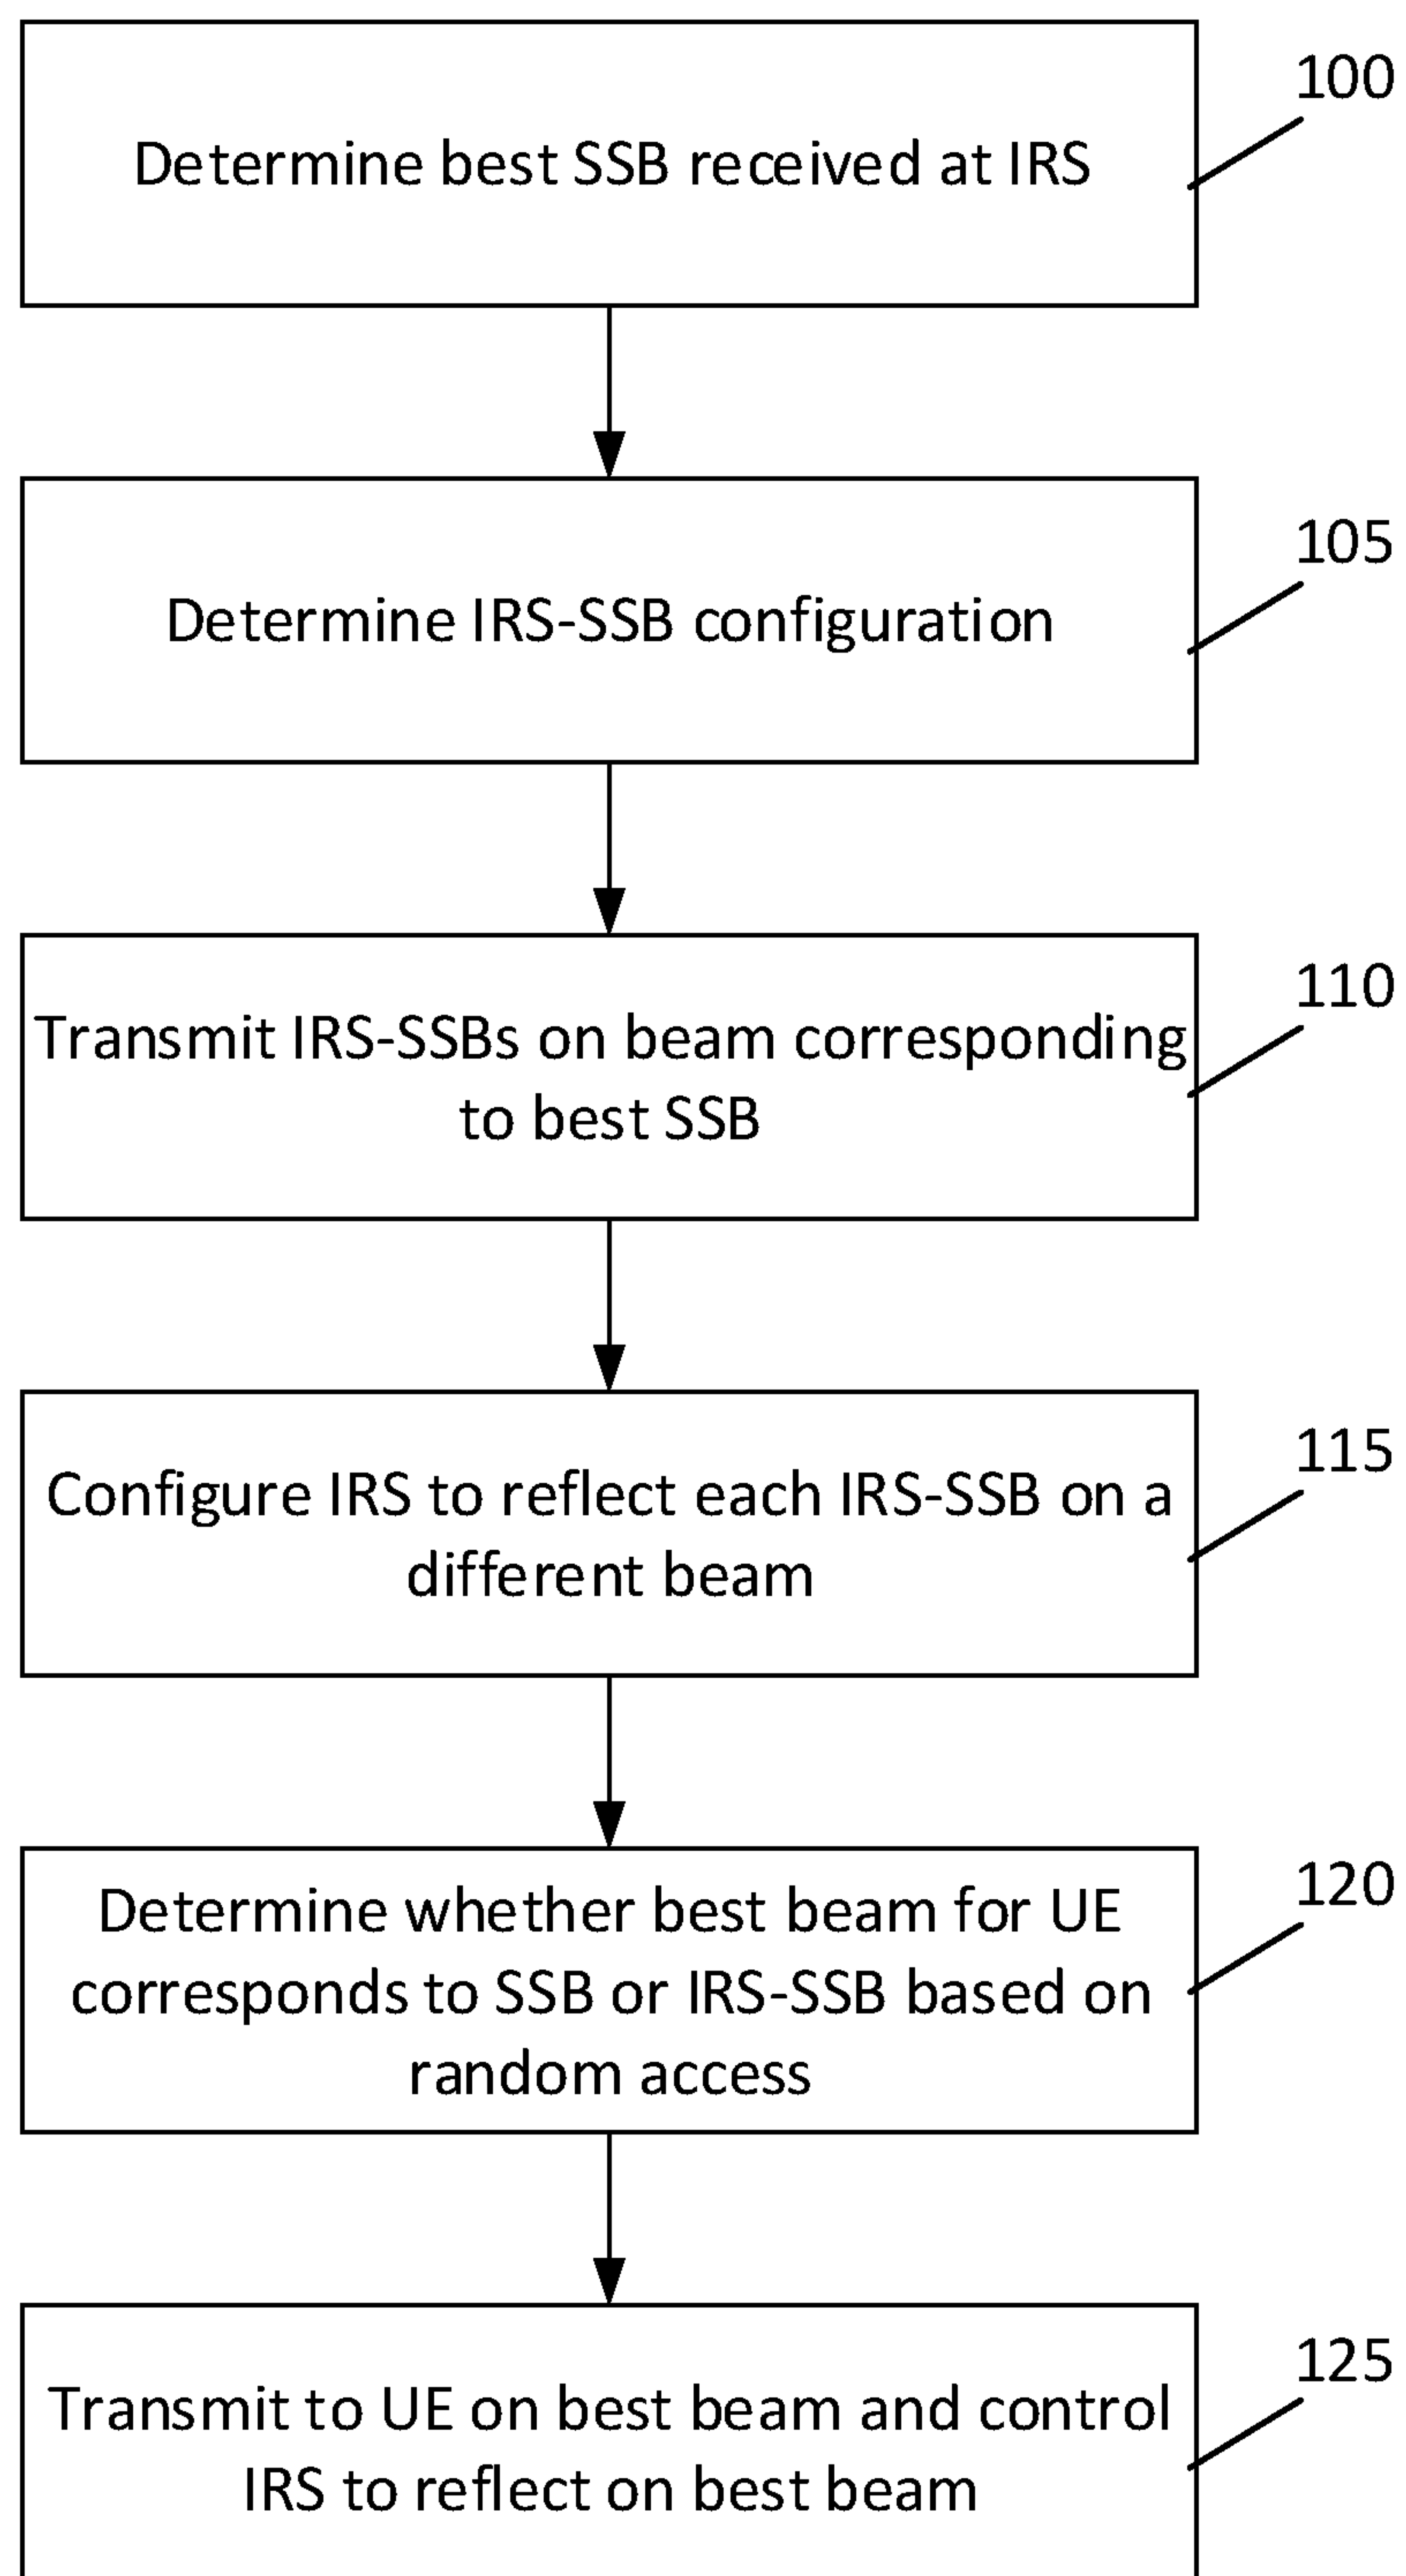 100
Determine best SSB received at IRS
105
Determine IRS-SSB configuration
110
Transmit IRS-SSBs on beam corresponding
to best SSB
115
Configure IRS to reflect each IRS-SSB on a
different beam
120
Determine whether best beam for UE
corresponds to SSB or IRS-SSB based on
random access
125
Transmit to UE on best beam and control
IRS to reflect on best beam